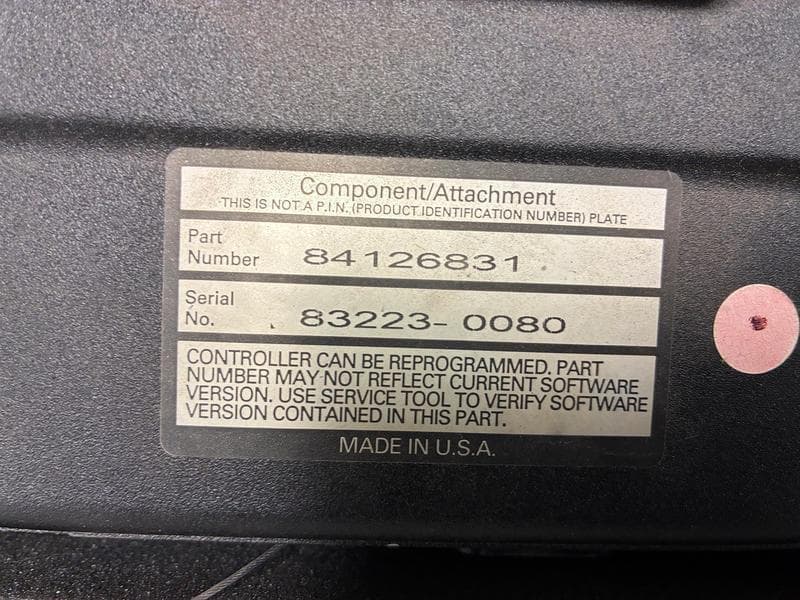 Component/Attachment
THIS IS NOT A P.I.N. (PRODUCT IDENTIFICATION NUMBER) PLATE
Part
Number 84126831
Serial
No. 83223-0080
CONTROLLER CAN BE REPROGRAMMED. PART
NUMBER MAY NOT REFLECT CURRENT SOFTWARE
VERSION. USE SERVICE TOOL TO VERIFY SOFTWARE
VERSION CONTAINED IN THIS PART.
MADE IN U.S.A.